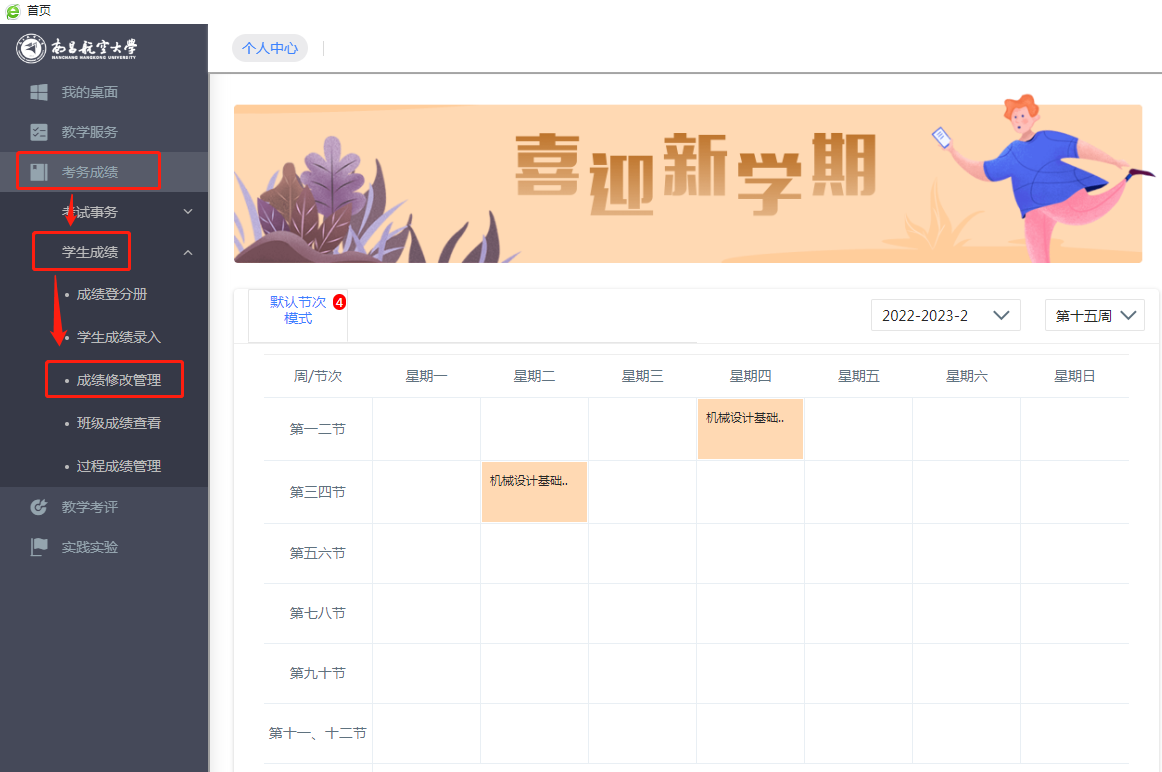 首页
南昌航空大学
NANCHANG HANGKONG UNIVERSITY
个人中心
我的桌面
教学服务
考务成绩
考试事务
学生成绩
成绩登分册
学生成绩录入
成绩修改管理
班级成绩查看
过程成绩管理
教学考评
实践实验
喜迎新学期
默认节次 4
模式
2022-2023-2 第十五周
周/节次 星期一 星期二 星期三 星期四 星期五 星期六 星期日
第一二节 机械设计基础..
第三四节 机械设计基础..
第五六节
第七八节
第九十节
第十一、十二节